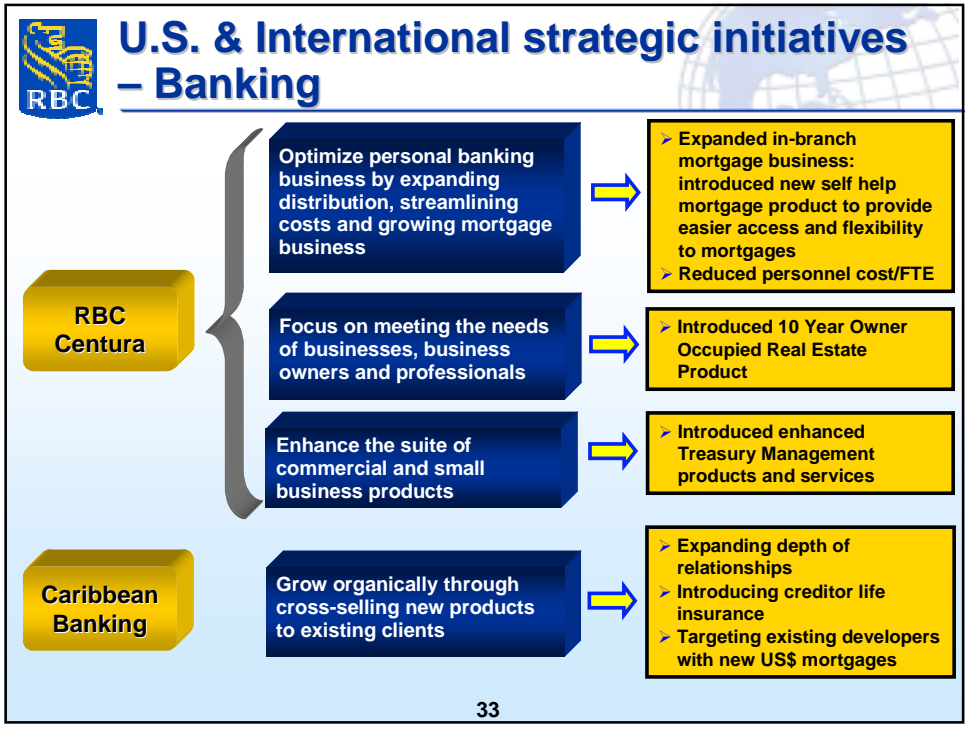 U.S. & International strategic initiatives
– Banking
RBC
Optimize personal banking
business by expanding
distribution, streamlining
costs and growing mortgage
business
➢ Expanded in-branch
mortgage business:
introduced new self help
mortgage product to provide
easier access and flexibility
to mortgages
➢ Reduced personnel cost/FTE
RBC
Centura
Focus on meeting the needs
of businesses, business
owners and professionals
➢ Introduced 10 Year Owner
Occupied Real Estate
Product
Enhance the suite of
commercial and small
business products
➢ Introduced enhanced
Treasury Management
products and services
Caribbean
Banking
Grow organically through
cross-selling new products
to existing clients
➢ Expanding depth of
relationships
➢ Introducing creditor life
insurance
➢ Targeting existing developers
with new US$ mortgages
33